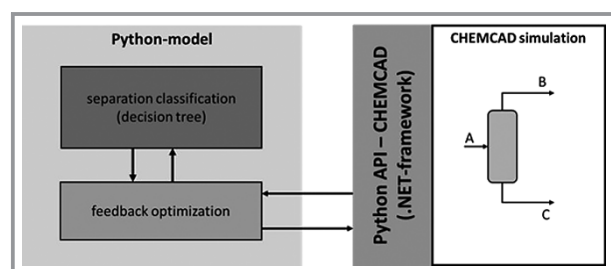 Python-model
separation classification
(decision tree)
feedback optimization
Python API – CHEMCAD
(.NET-framework)
CHEMCAD simulation
A
B
C